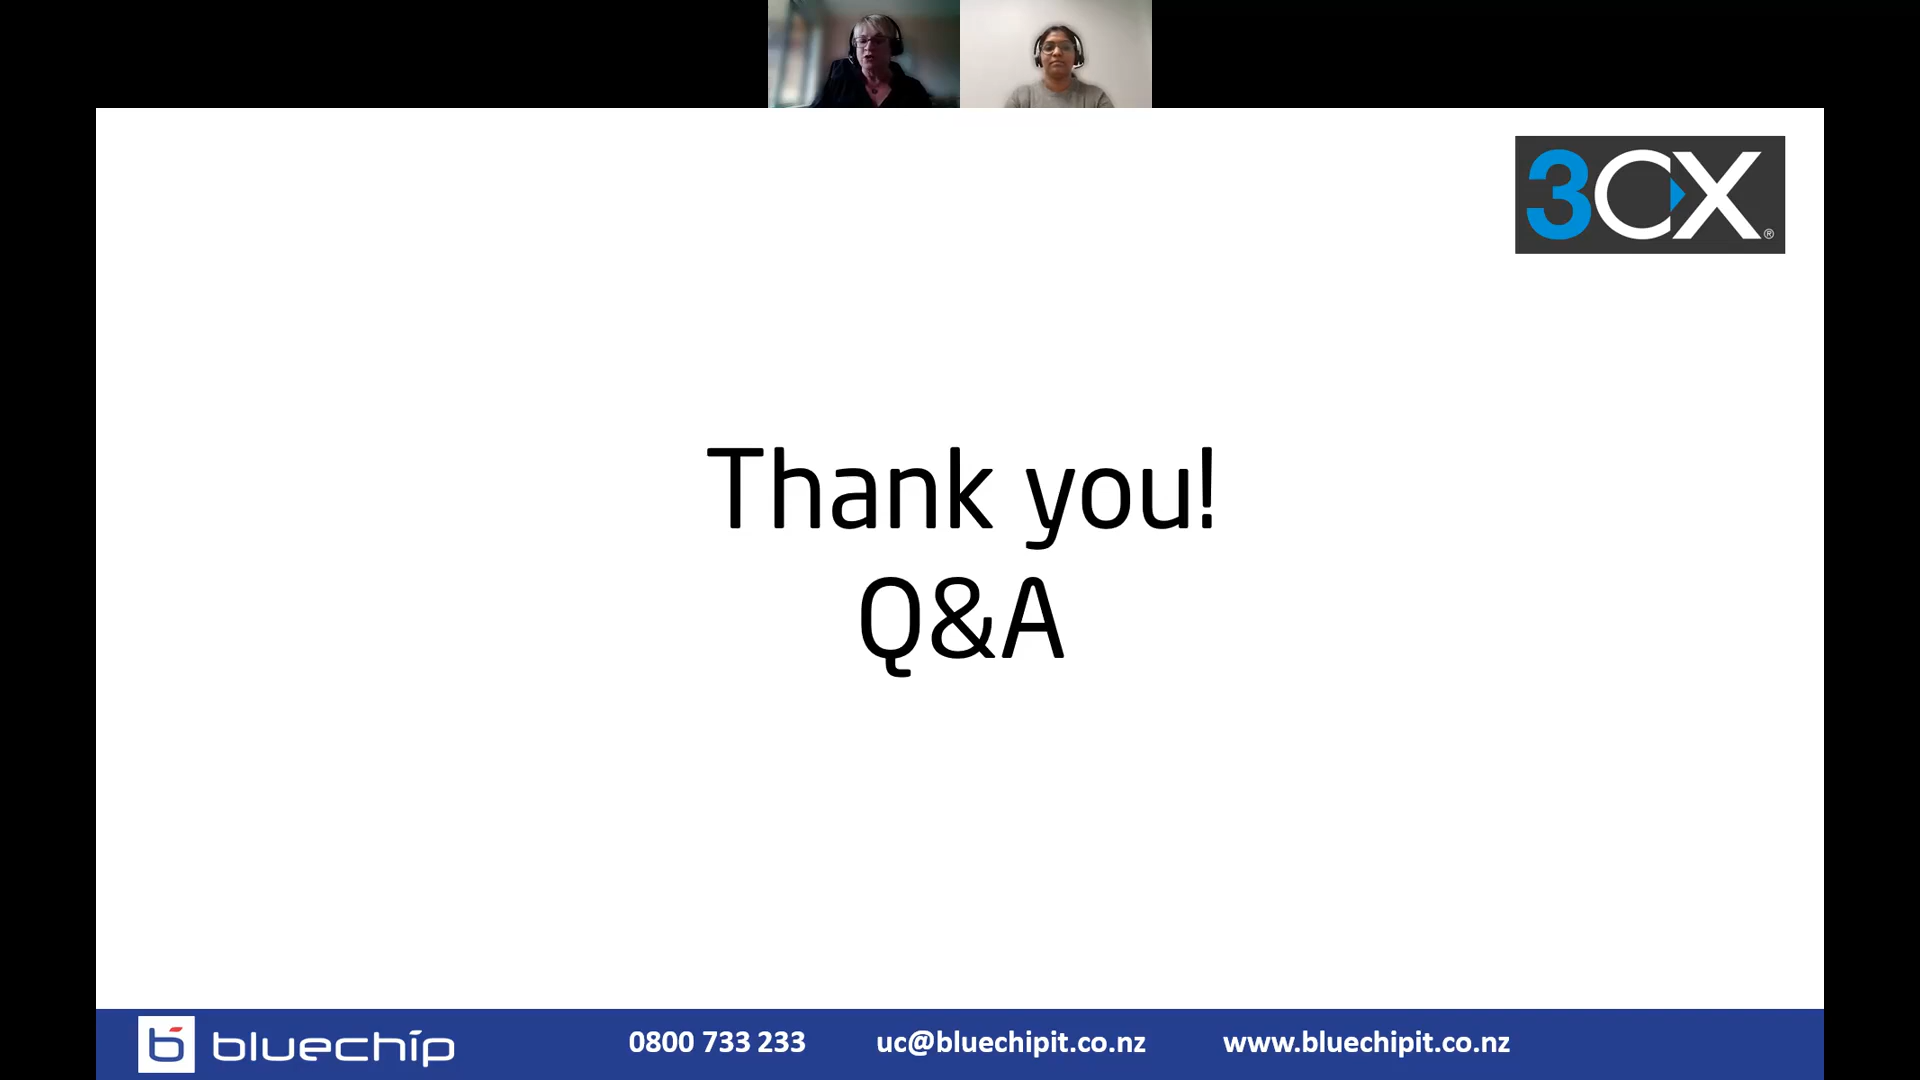 3CX®
Thank you!
Q&A
bluechip
0800 733 233
uc@bluechipit.co.nz
www.bluechipit.co.nz